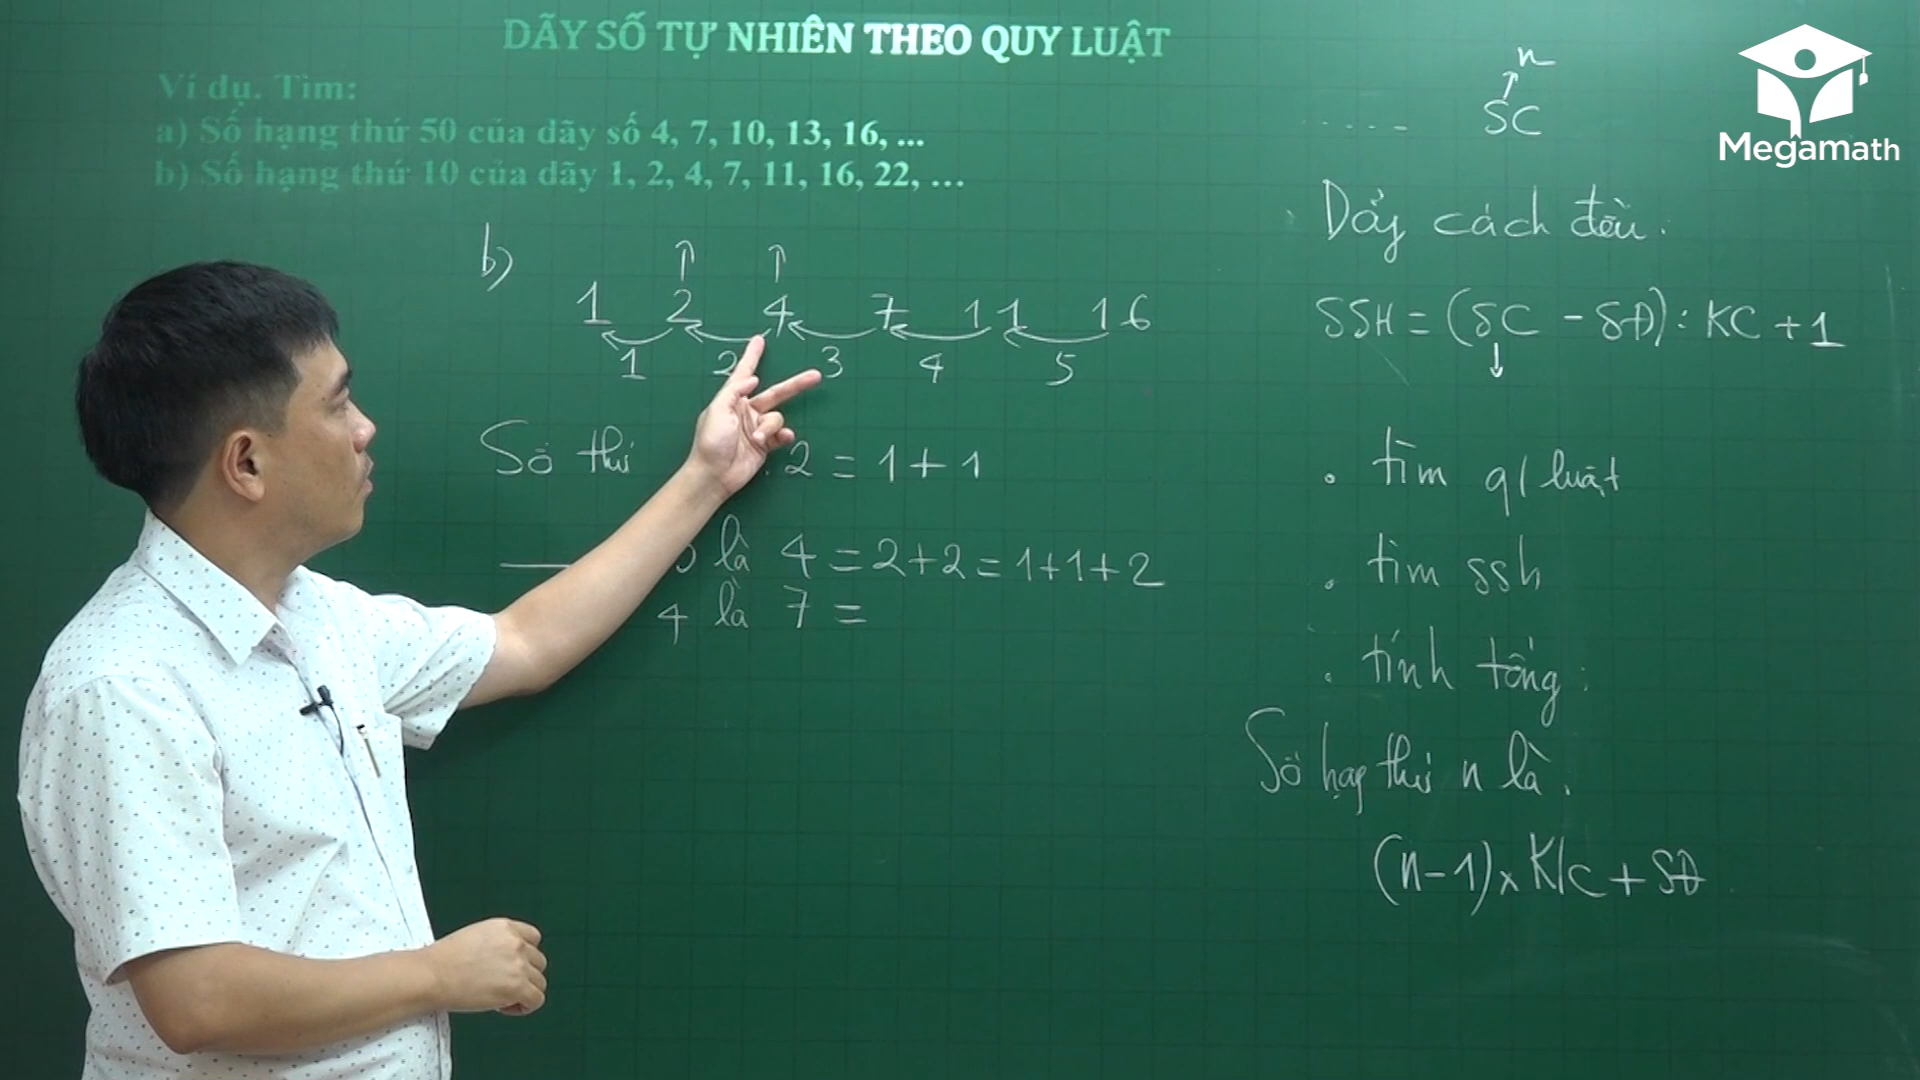 DÃY SỐ TỰ NHIÊN THEO QUY LUẬT
Ví dụ. Tìm:
a) Số hạng thứ 50 của dãy số 4, 7, 10, 13, 16, ...
b) Số hạng thứ 10 của dãy 1, 2, 4, 7, 11, 16, 22, ...
b)
1 2 4 7 11 16
1 2 3 4 5
Số thứ 2 = 1+1
là 4 = 2+2 = 1+1+2
4 là 7 =
n
..... SC
Megamath
Dãy cách đều.
SSH = (SC - SĐ) : KC + 1
. tìm q/luật
. tìm ssh
. tính tổng:
Số hạng thứ n là.
(n-1) x K/c + SĐ